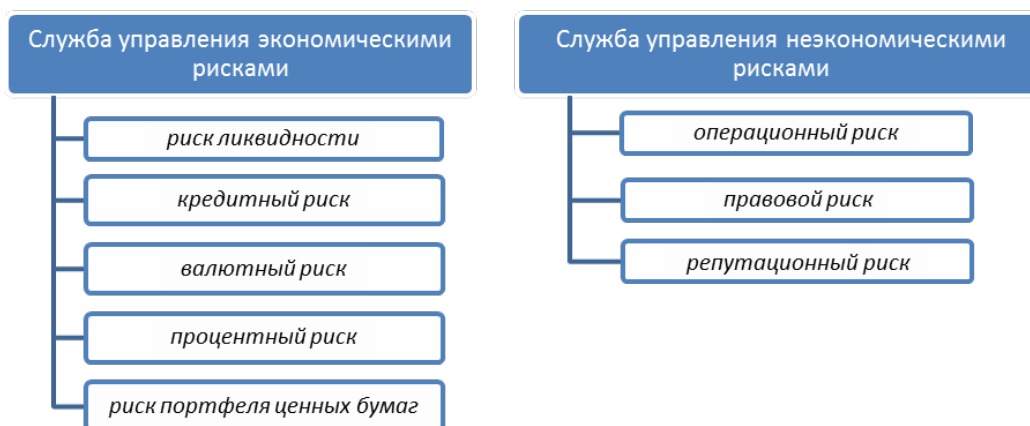 Служба управления экономическими
рисками
риск ликвидности
кредитный риск
валютный риск
процентный риск
риск портфеля ценных бумаг
Служба управления неэкономическими
рисками
операционный риск
правовой риск
репутационный риск